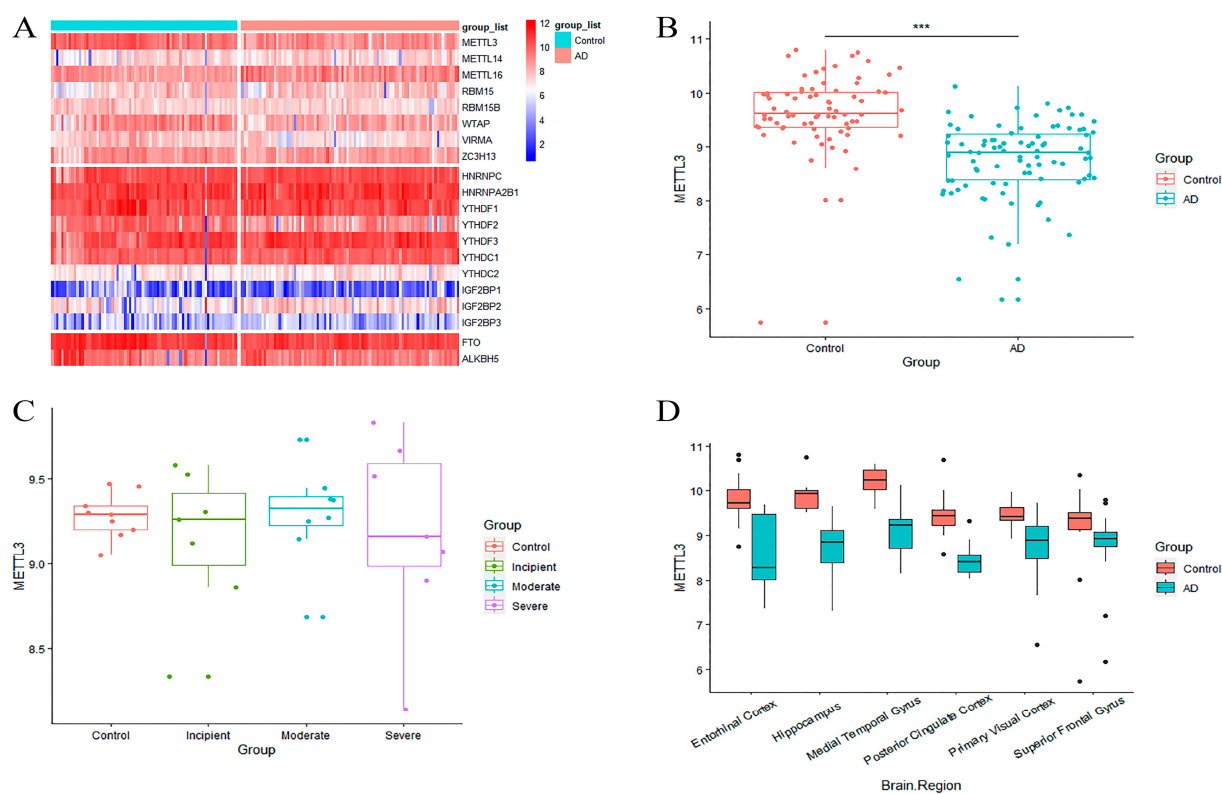 A
group_list
METTL3
METTL14
METTL16
RBM15
RBM15B
WTAP
VIRMA
ZC3H13
HNRNPC
HNRNPA2B1
YTHDF1
YTHDF2
YTHDF3
YTHDC1
YTHDC2
IGF2BP1
IGF2BP2
IGF2BP3
FTO
ALKBH5
12
10
8
6
4
2
group_list
Control
AD
B
***
11
10
9
8
7
6
METTL3
Control
AD
Group
Group
Control
AD
C
9.5
9.0
8.5
METTL3
Control
Incipient
Moderate
Severe
Group
Group
Control
Incipient
Moderate
Severe
D
11
10
9
8
7
6
METTL3
Entorhinal Cortex
Hippocampus
Medial Temporal Gyrus
Posterior Cingulate Cortex
Primary Visual Cortex
Superior Frontal Gyrus
Brain.Region
Group
Control
AD